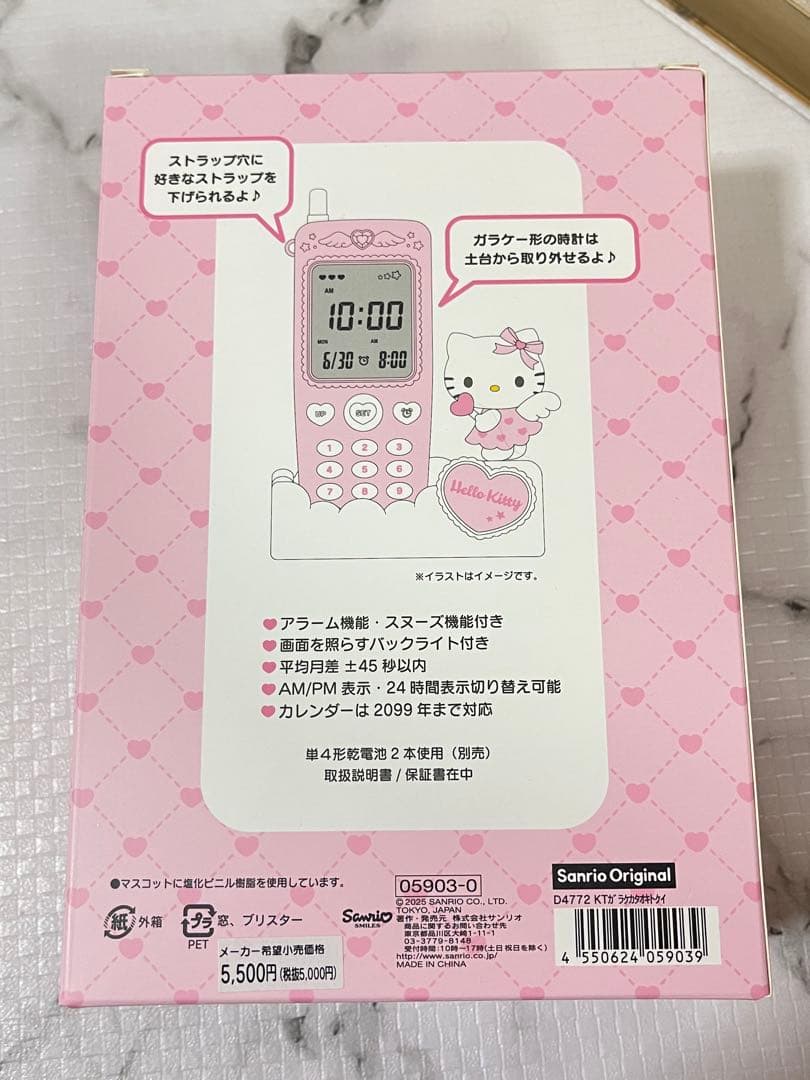 ストラップ穴に
好きなストラップを
下げられるよ♪
ガラケー形の時計は
土台から取り外せるよ♪
AM
10:00
MON AM
6/30 8:00
UP SET
1 2 3
4 5 6
7 8 9
Hello Kitty
※イラストはイメージです。
アラーム機能・スヌーズ機能付き
画面を照らすバックライト付き
平均月差 ±45 秒以内
AM/PM 表示・24 時間表示切り替え可能
カレンダーは 2099 年まで対応
単4形乾電池 2 本使用（別売）
取扱説明書 / 保証書在中
●マスコットに塩化ビニル樹脂を使用しています。
紙 外箱 プラ 窓、ブリスター
PET
メーカー希望小売価格
5,500円(税抜5,000円)
05903-0
© 2025 SANRIO CO., LTD.
TOKYO, JAPAN
Sanrio
SMILES
著作・発売元 株式会社サンリオ
商品に関するお問い合わせ先
東京都品川区大崎1-11-1
03-3779-8148
受付時間:10時〜17時(土日祝日を除く)
http://www.sanrio.co.jp/
MADE IN CHINA
Sanrio Original
D4772 KTガラケカタオキトケイ
4 550624 059039